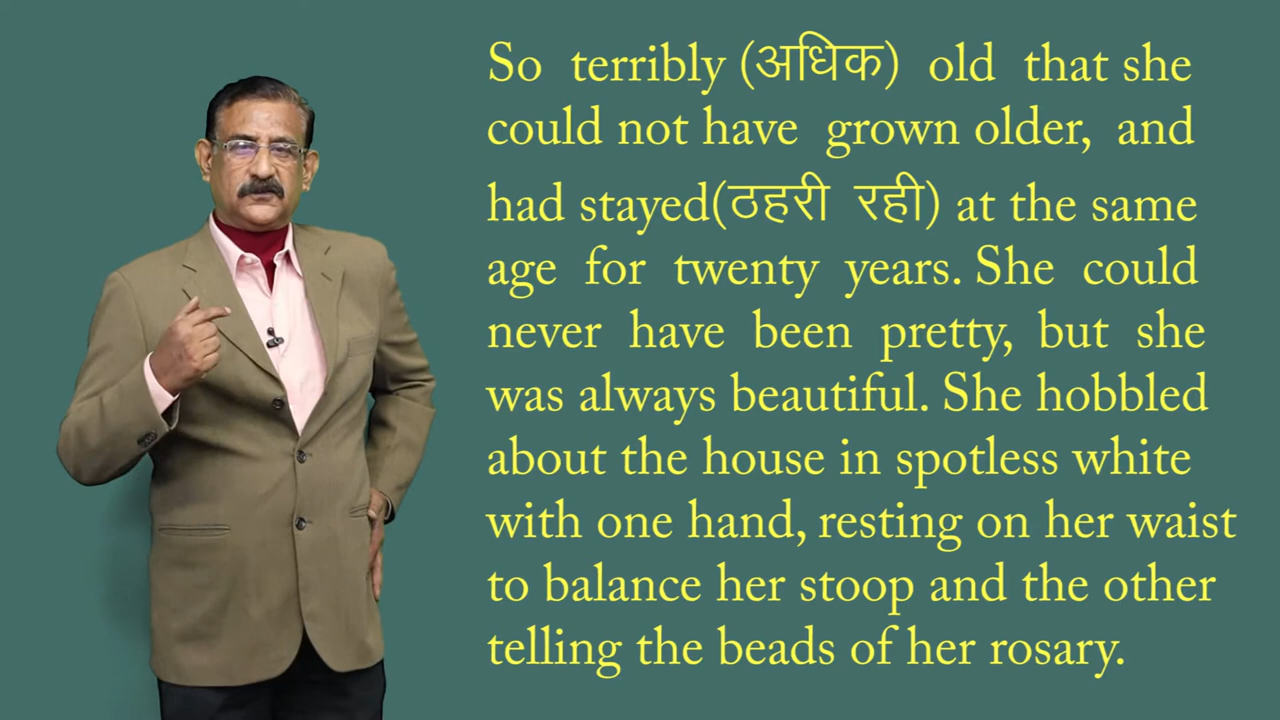 So terribly (अधिक) old that she
could not have grown older, and
had stayed(ठहरी रही) at the same
age for twenty years. She could
never have been pretty, but she
was always beautiful. She hobbled
about the house in spotless white
with one hand, resting on her waist
to balance her stoop and the other
telling the beads of her rosary.